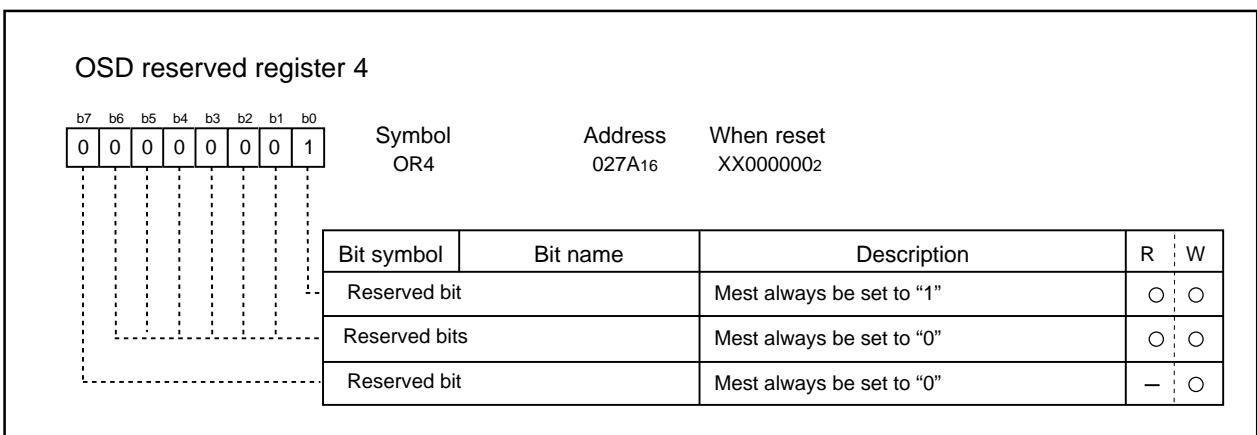 OSD reserved register 4
b7 b6 b5 b4 b3 b2 b1 b0
0 0 0 0 0 0 0 1
Symbol Address When reset
OR4 027A16 XX0000002
Bit symbol Bit name Description R W
Reserved bit Mest always be set to “1” ○ ○
Reserved bits Mest always be set to “0” ○ ○
Reserved bit Mest always be set to “0” – ○